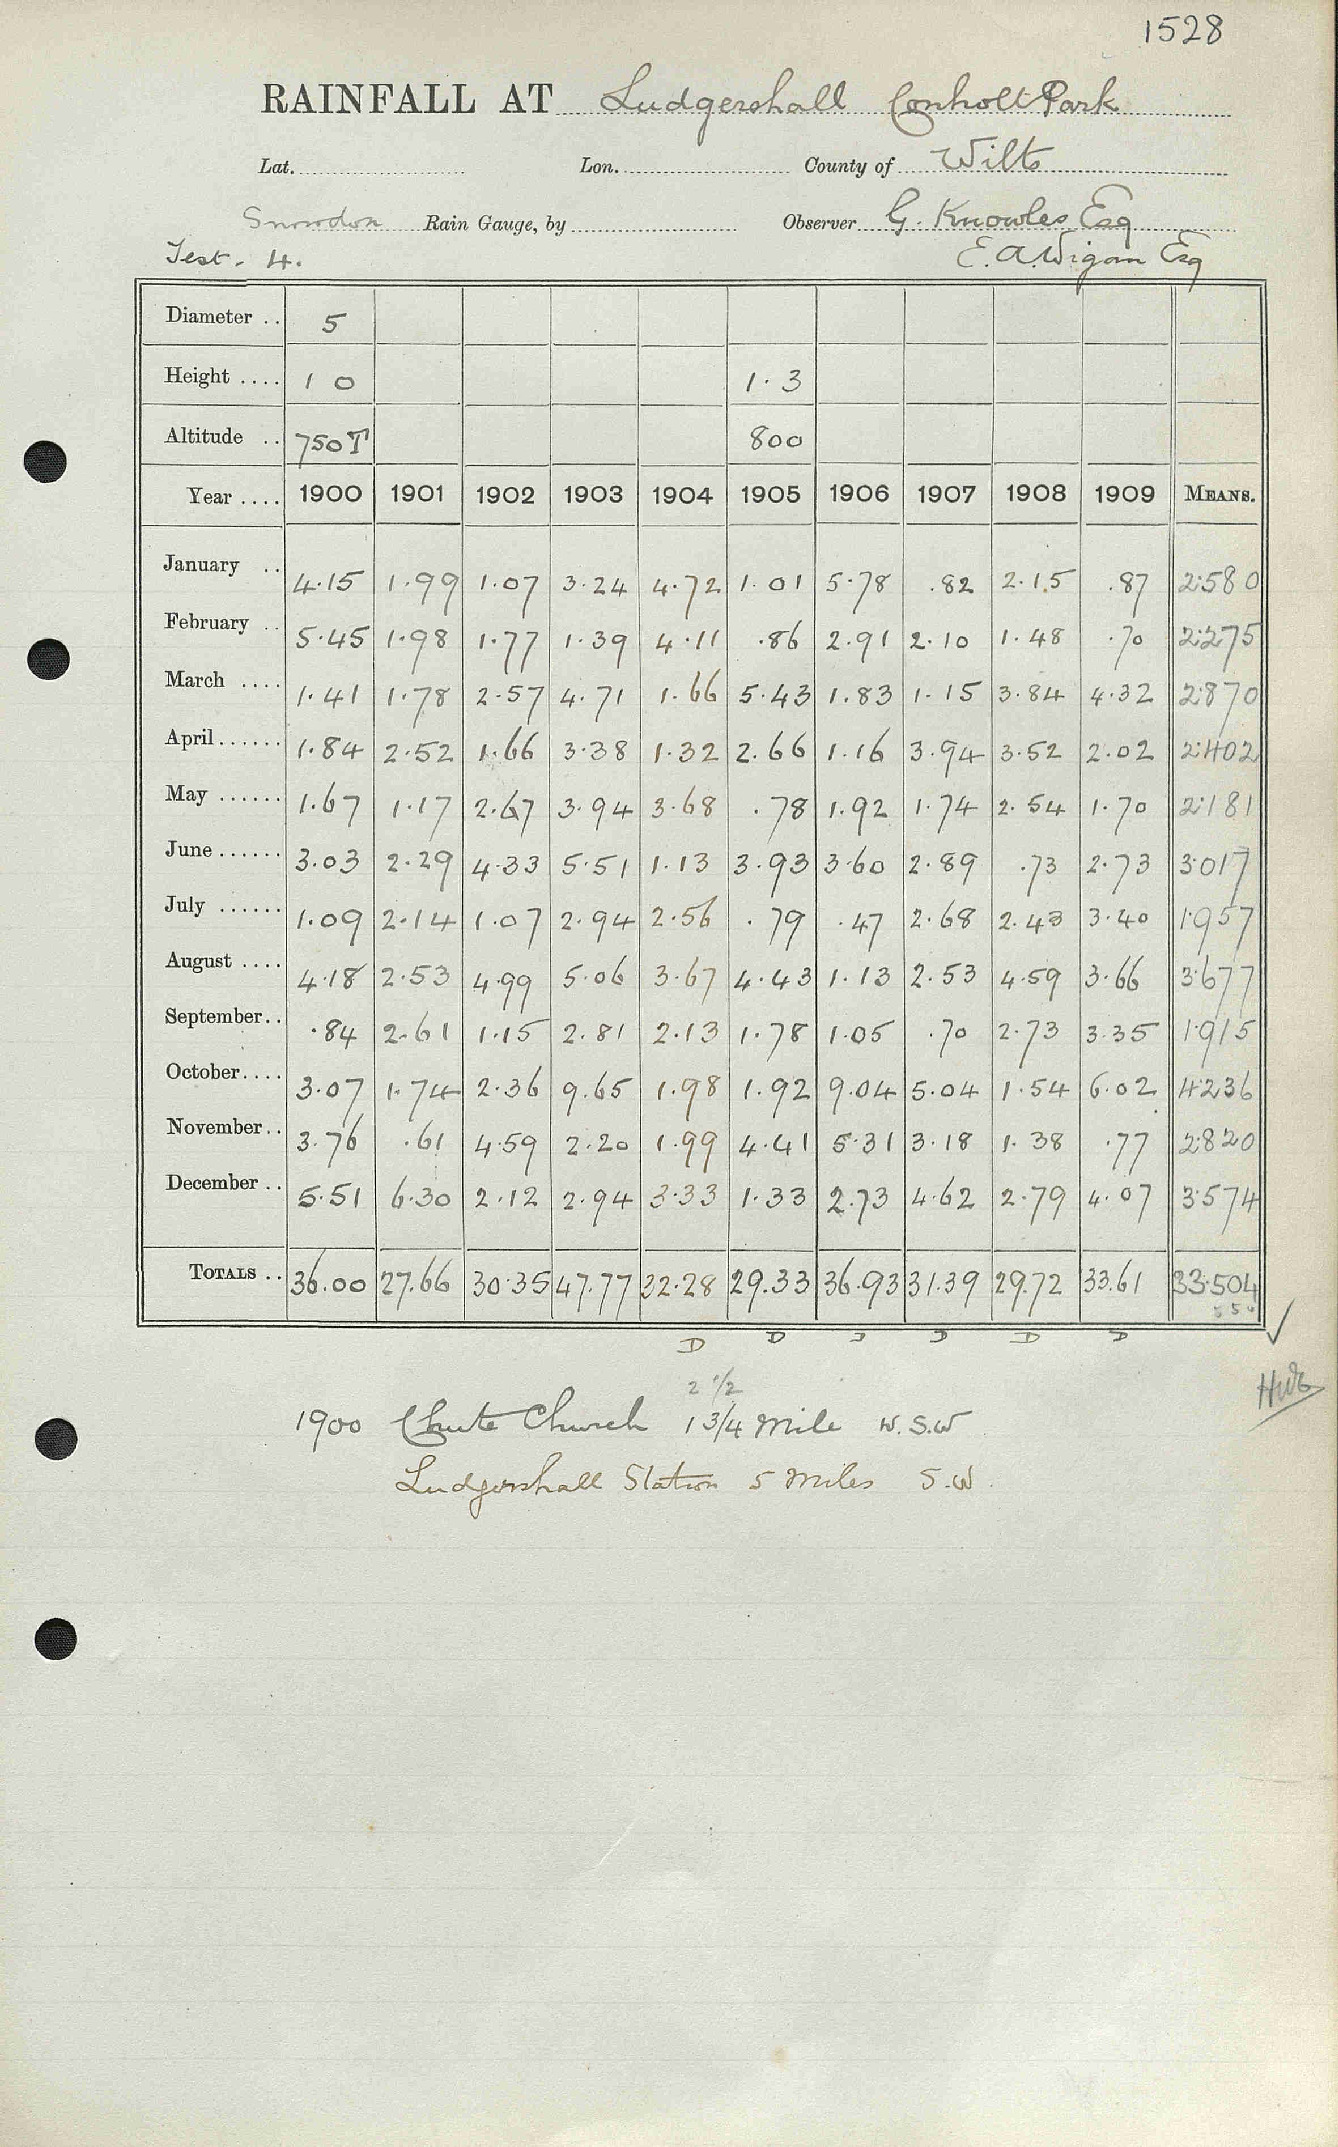 1528
RAINFALL AT Ludgershall Conholt Park
Lat. Lon. County of Wilts
Snowdon Rain Gauge, by Observer G. Knowles Esq
Test. 4. E. A. Wigan Esq
Diameter .. 5
Height .... 1 0 1.3
Altitude .. 750T 800
Year .... 1900 1901 1902 1903 1904 1905 1906 1907 1908 1909 MEANS.
January .. 4.15 1.99 1.07 3.24 4.72 1.01 5.78 .82 2.15 .87 2.580
February .. 5.45 1.98 1.77 1.39 4.11 .86 2.91 2.10 1.48 .70 2.275
March .... 1.41 1.78 2.57 4.71 1.66 5.43 1.83 1.15 3.84 4.32 2.870
April...... 1.84 2.52 1.66 3.38 1.32 2.66 1.16 3.94 3.52 2.02 2.402
May ...... 1.67 1.17 2.67 3.94 3.68 .78 1.92 1.74 2.54 1.70 2.181
June...... 3.03 2.29 4.33 5.51 1.13 3.93 3.60 2.89 .73 2.73 3.017
July ...... 1.09 2.14 1.07 2.94 2.56 .79 .47 2.68 2.43 3.40 1.957
August .... 4.18 2.53 4.99 5.06 3.67 4.43 1.13 2.53 4.59 3.66 3.677
September.. .84 2.61 1.15 2.81 2.13 1.78 1.05 .70 2.73 3.35 1.915
October.... 3.07 1.74 2.36 9.65 1.98 1.92 9.04 5.04 1.54 6.02 4.236
November.. 3.76 .61 4.59 2.20 1.99 4.41 5.31 3.18 1.38 .77 2.820
December .. 5.51 6.30 2.12 2.94 3.33 1.33 2.73 4.62 2.79 4.07 3.574
TOTALS .. 36.00 27.66 30.35 47.77 32.28 29.33 36.93 31.39 29.72 33.61 33.504
D D D D D D
2 1/2
1900 Chute Church 1 3/4 Mile W.S.W
Ludgershall Station 5 Miles S.W